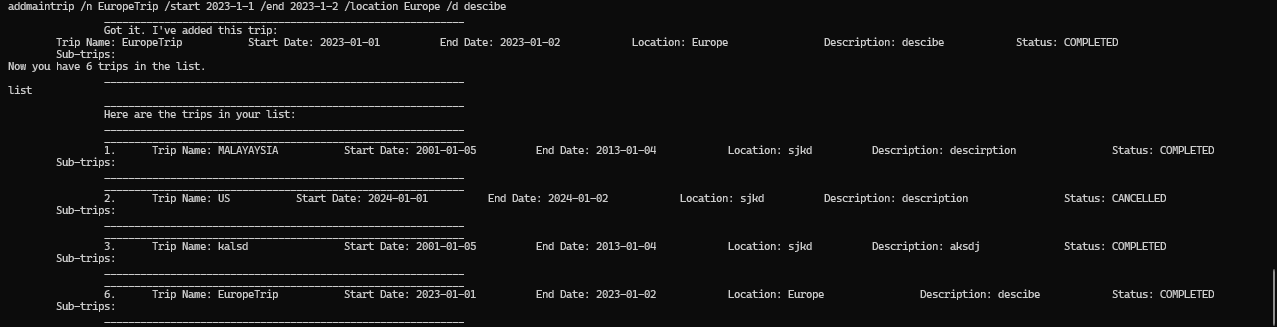 addmaintrip /n EuropeTrip /start 2023-1-1 /end 2023-1-2 /location Europe /d descibe
____________________________________________________________
Got it. I've added this trip:
Trip Name: EuropeTrip Start Date: 2023-01-01 End Date: 2023-01-02 Location: Europe Description: descibe Status: COMPLETED
Sub-trips:
Now you have 6 trips in the list.
____________________________________________________________
list
____________________________________________________________
Here are the trips in your list:
____________________________________________________________
____________________________________________________________
1. Trip Name: MALAYAYSIA Start Date: 2001-01-05 End Date: 2013-01-04 Location: sjkd Description: descirption Status: COMPLETED
Sub-trips:
____________________________________________________________
____________________________________________________________
2. Trip Name: US Start Date: 2024-01-01 End Date: 2024-01-02 Location: sjkd Description: description Status: CANCELLED
Sub-trips:
____________________________________________________________
____________________________________________________________
3. Trip Name: kalsd Start Date: 2001-01-05 End Date: 2013-01-04 Location: sjkd Description: aksdj Status: COMPLETED
Sub-trips:
____________________________________________________________
____________________________________________________________
6. Trip Name: EuropeTrip Start Date: 2023-01-01 End Date: 2023-01-02 Location: Europe Description: descibe Status: COMPLETED
Sub-trips:
____________________________________________________________